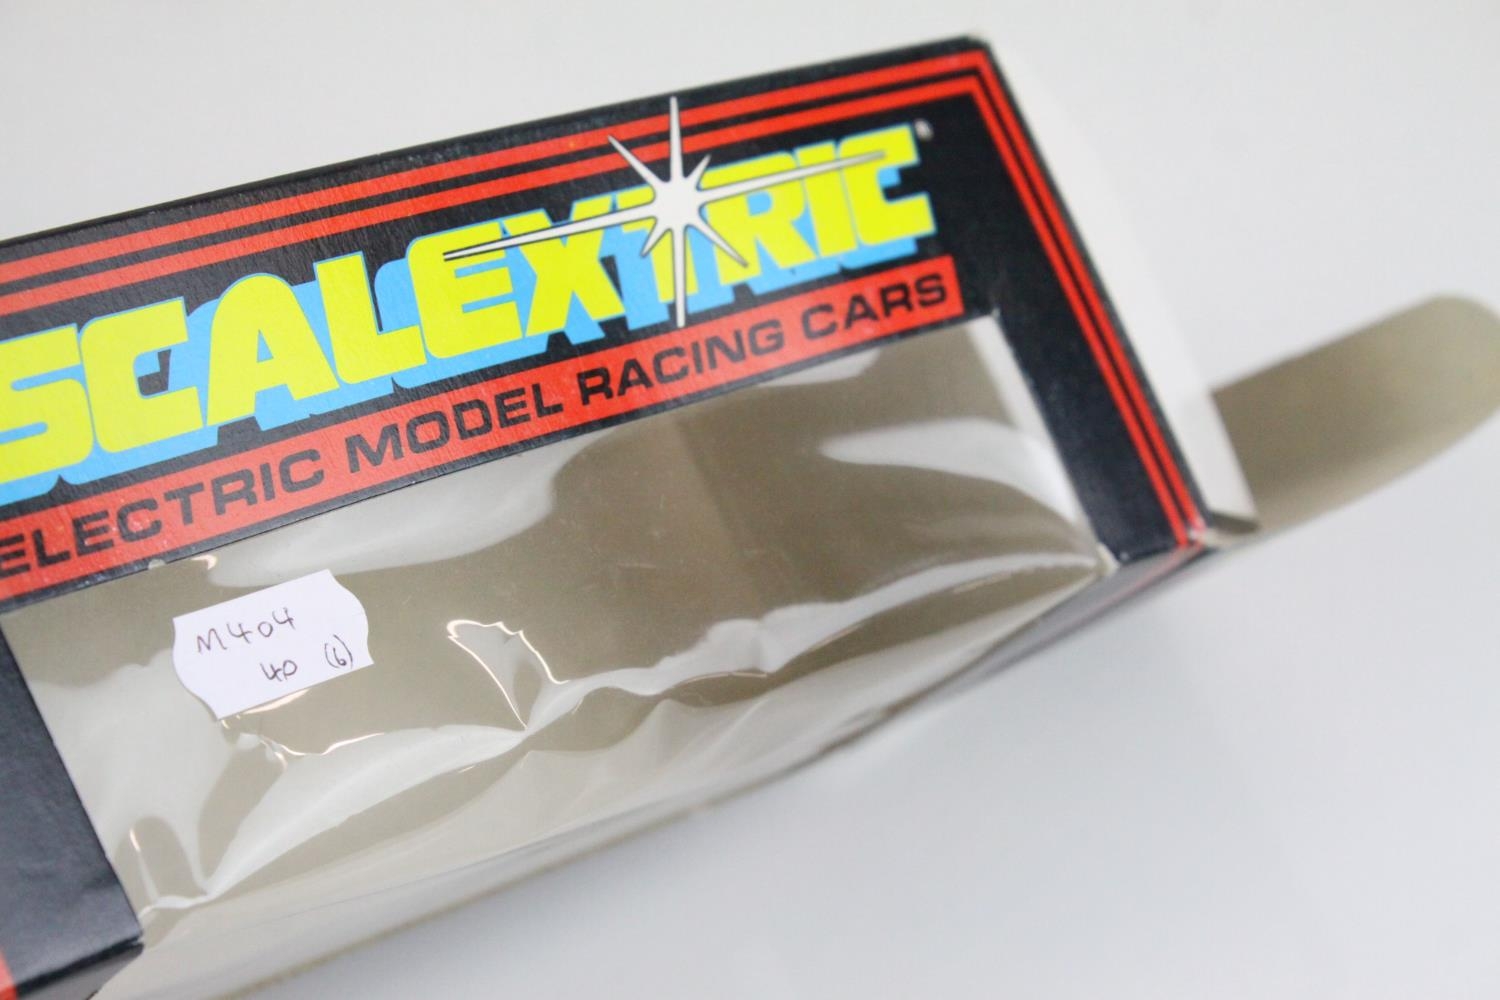 SCALEXTRIC®
ELECTRIC MODEL RACING CARS
M404
40 (6)